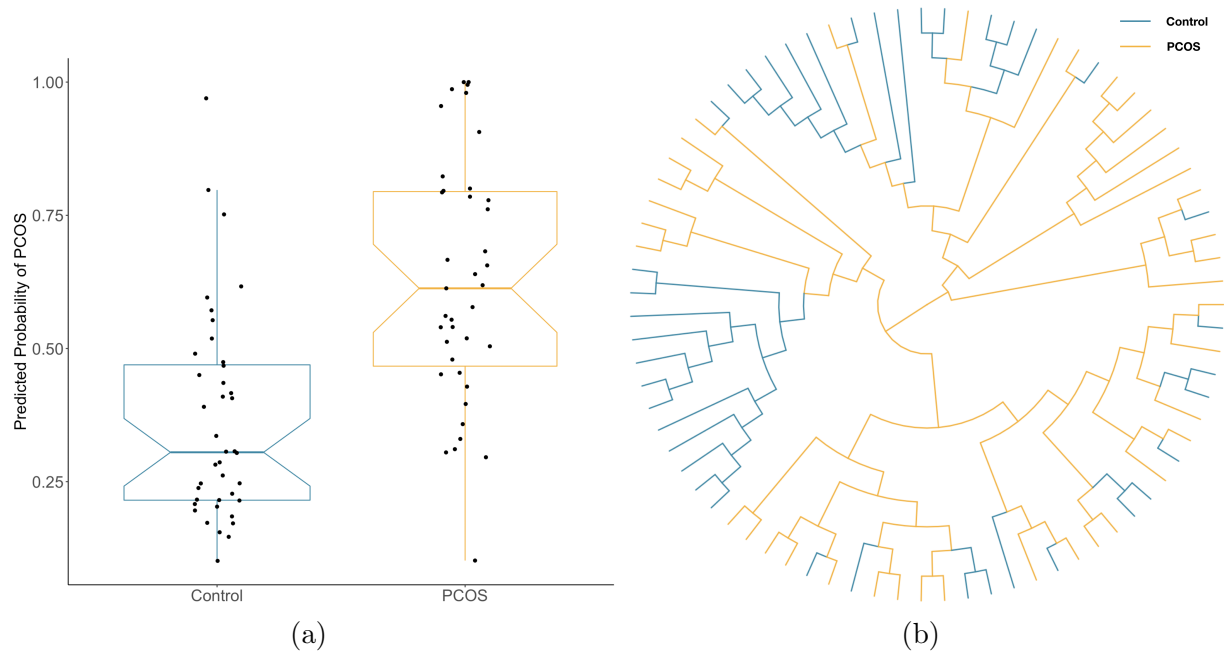 Predicted Probability of PCOS
1.00
0.75
0.50
0.25
Control
PCOS
(a)
Control
PCOS
(b)